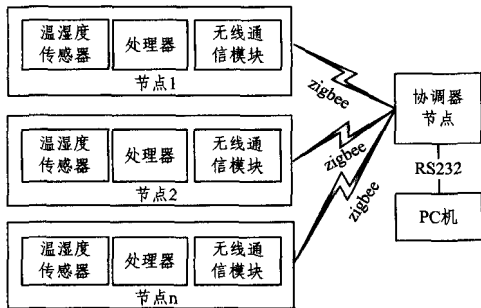 温湿度
传感器
处理器
无线通
信模块
节点1
zigbee
温湿度
传感器
处理器
无线通
信模块
节点2
zigbee
温湿度
传感器
处理器
无线通
信模块
节点n
zigbee
协调器
节点
RS232
PC机